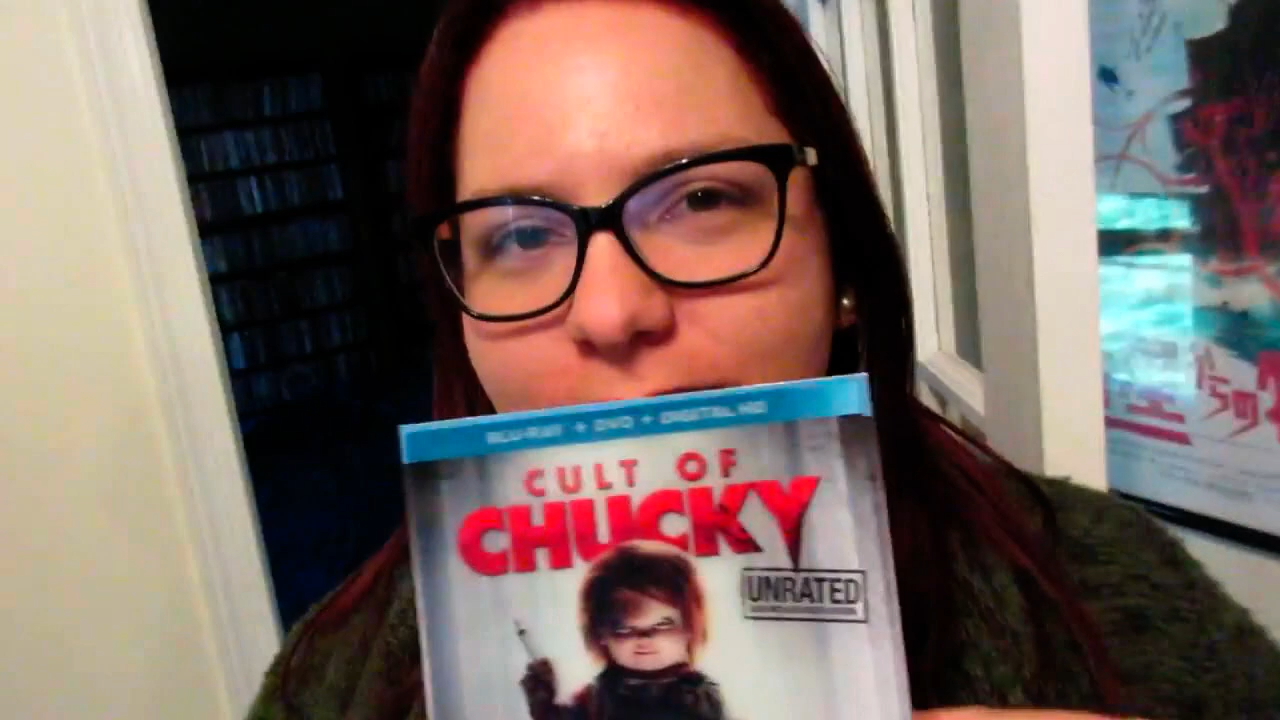 BLU-RAY + DVD + DIGITAL HD
CULT OF
CHUCKY
UNRATED